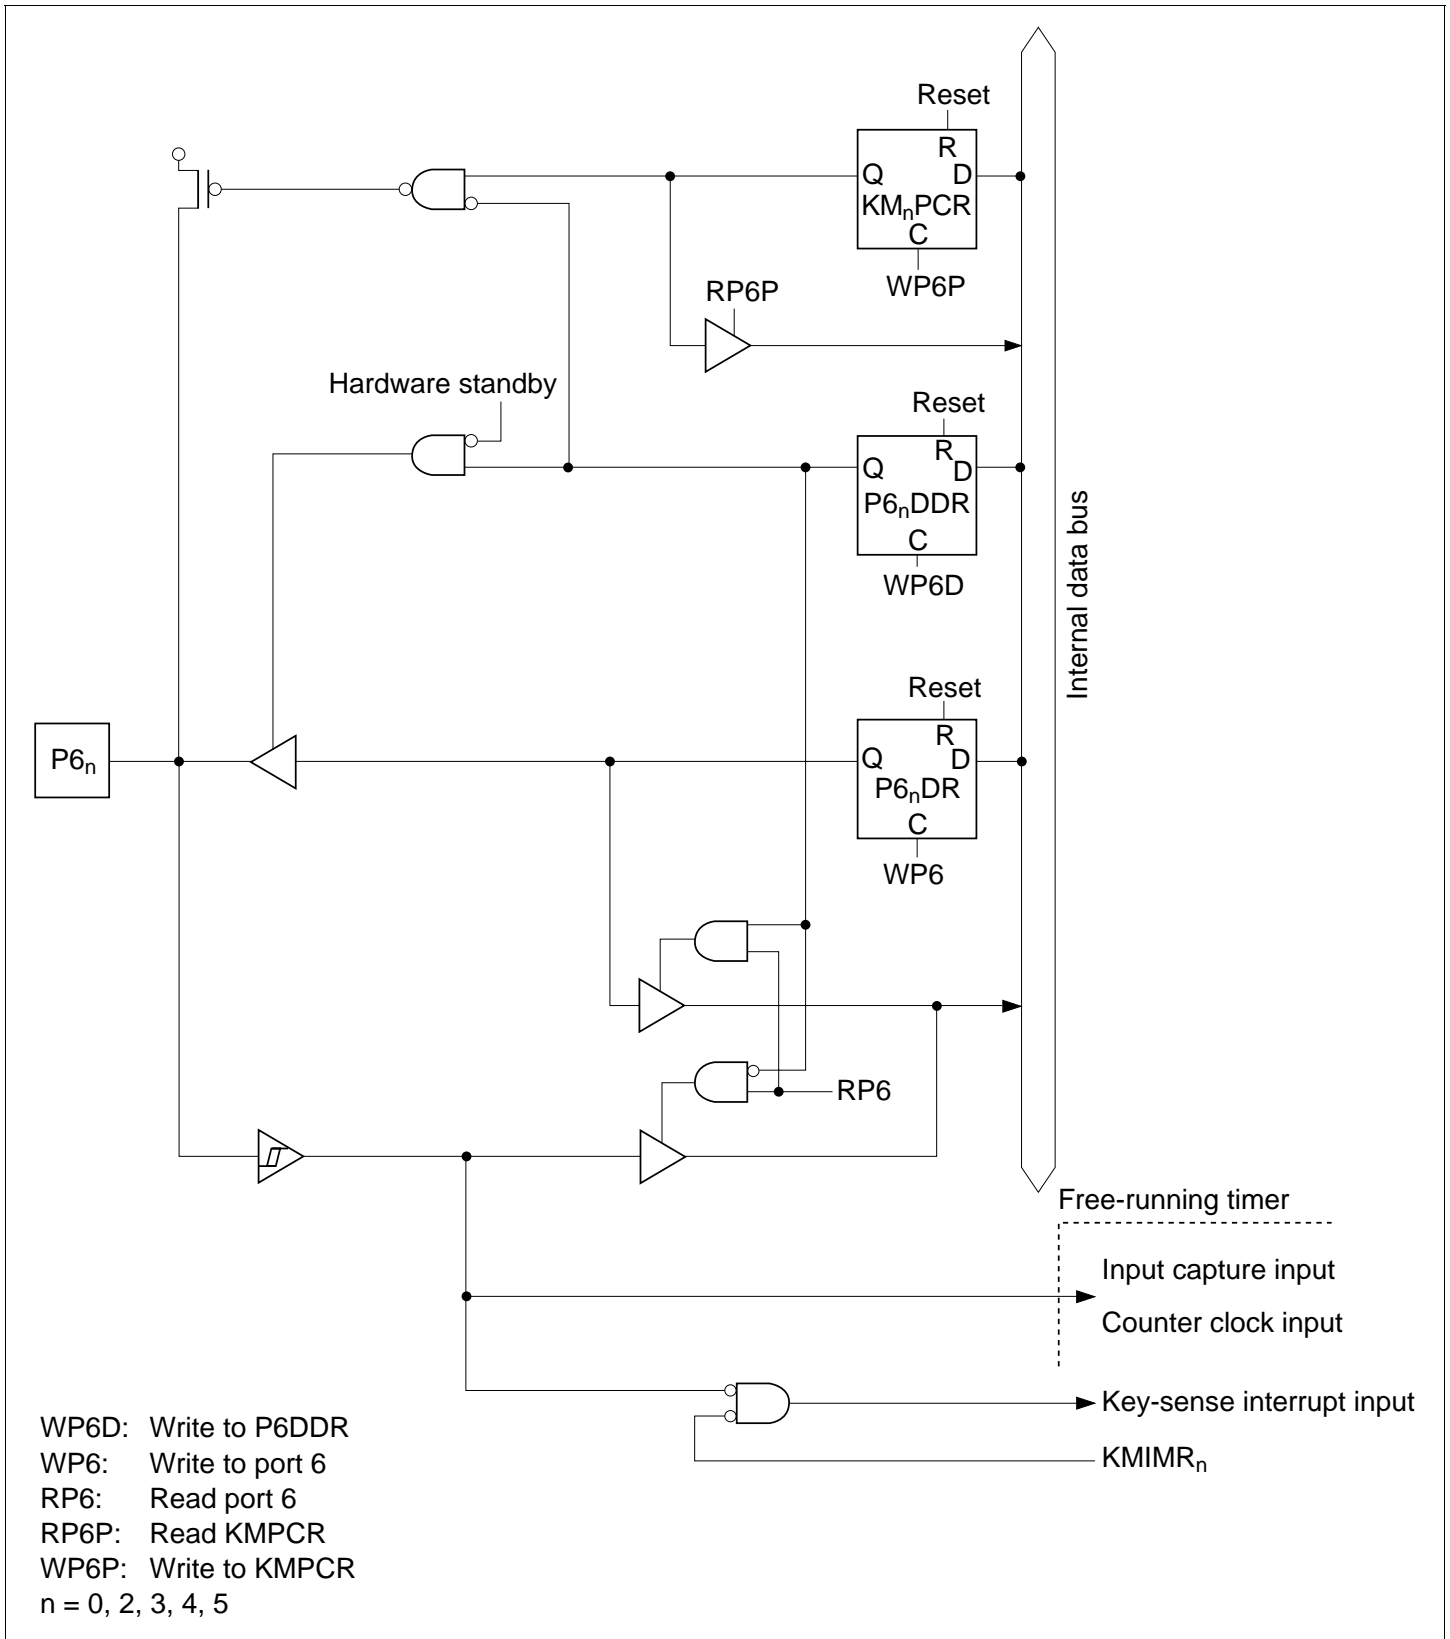 Reset
R
Q D
KMnPCR
C
WP6P
RP6P
Hardware standby
Reset
R
Q D
P6nDDR
C
WP6D
Internal data bus
Reset
R
P6n
Q D
P6nDR
C
WP6
RP6
Free-running timer
Input capture input
Counter clock input
Key-sense interrupt input
KMIMRn
WP6D: Write to P6DDR
WP6: Write to port 6
RP6: Read port 6
RP6P: Read KMPCR
WP6P: Write to KMPCR
n = 0, 2, 3, 4, 5